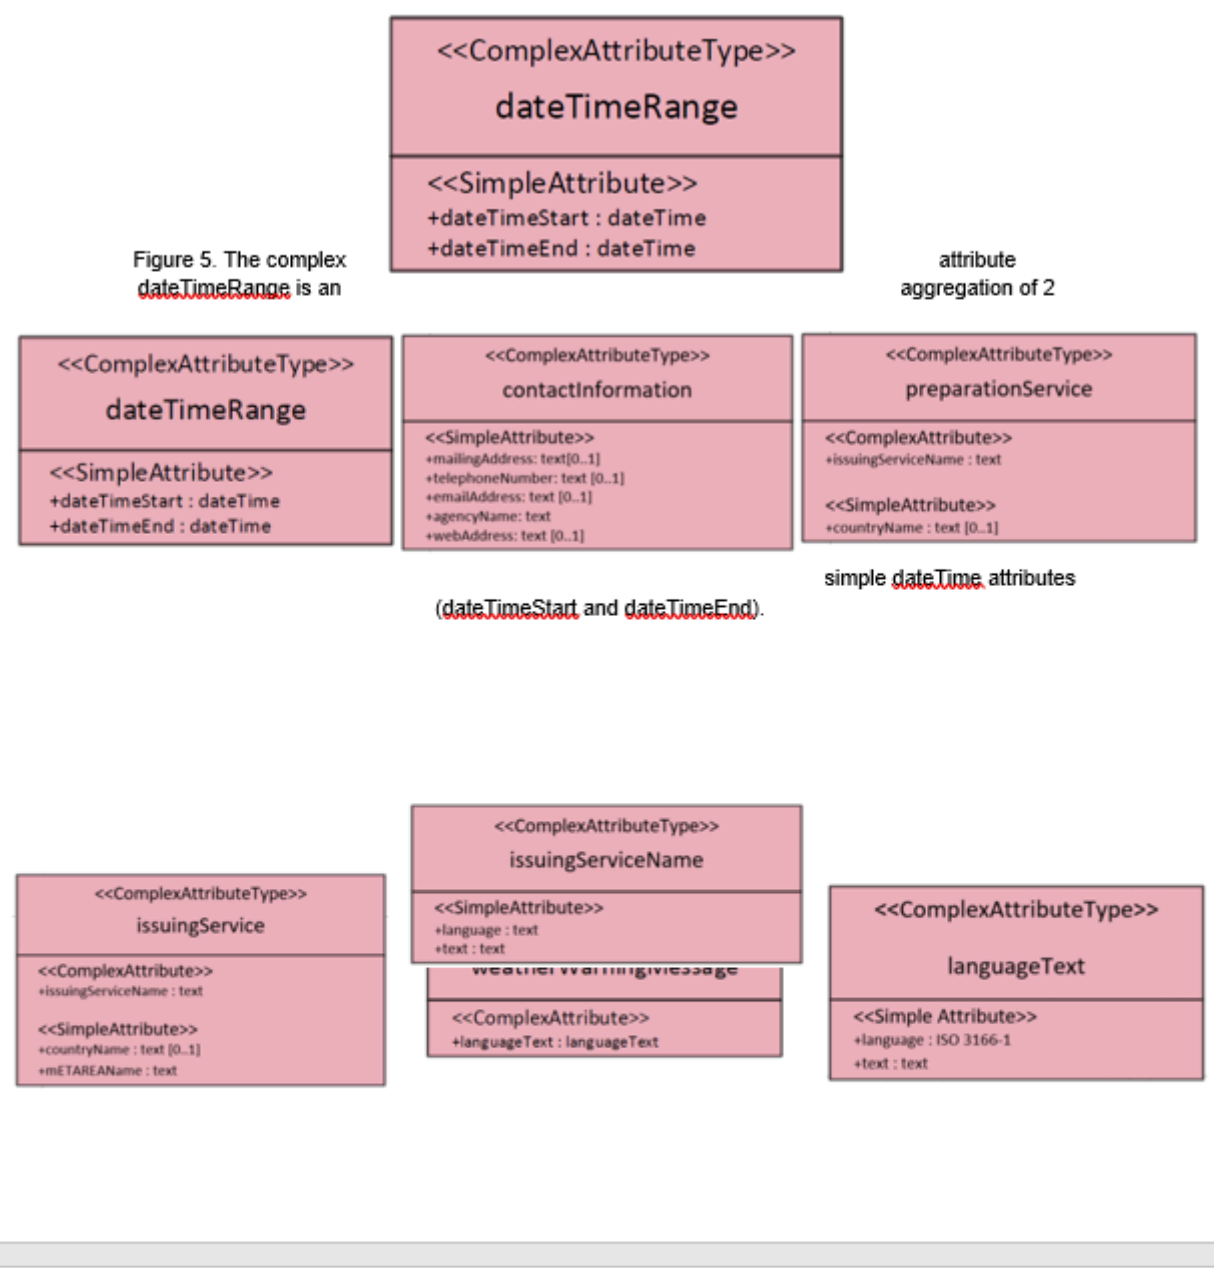 <<ComplexAttributeType>>
dateTimeRange
<<SimpleAttribute>>
+dateTimeStart : dateTime
+dateTimeEnd : dateTime
Figure 5. The complex attribute
dateTimeRange is an aggregation of 2
<<ComplexAttributeType>>
dateTimeRange
<<SimpleAttribute>>
+dateTimeStart : dateTime
+dateTimeEnd : dateTime
<<ComplexAttributeType>>
contactInformation
<<SimpleAttribute>>
+mailingAddress: text[0..1]
+telephoneNumber: text [0..1]
+emailAddress: text [0..1]
+agencyName: text
+webAddress: text [0..1]
<<ComplexAttributeType>>
preparationService
<<ComplexAttribute>>
+issuingServiceName : text
<<SimpleAttribute>>
+countryName : text [0..1]
simple dateTime attributes
(dateTimeStart and dateTimeEnd).
<<ComplexAttributeType>>
issuingService
<<ComplexAttribute>>
+issuingServiceName : text
<<SimpleAttribute>>
+countryName : text [0..1]
+mETAREAName : text
<<ComplexAttributeType>>
issuingServiceName
<<SimpleAttribute>>
+language : text
+text : text
weatherWarningMessage
<<ComplexAttribute>>
+languageText : languageText
<<ComplexAttributeType>>
languageText
<<Simple Attribute>>
+language : ISO 3166-1
+text : text